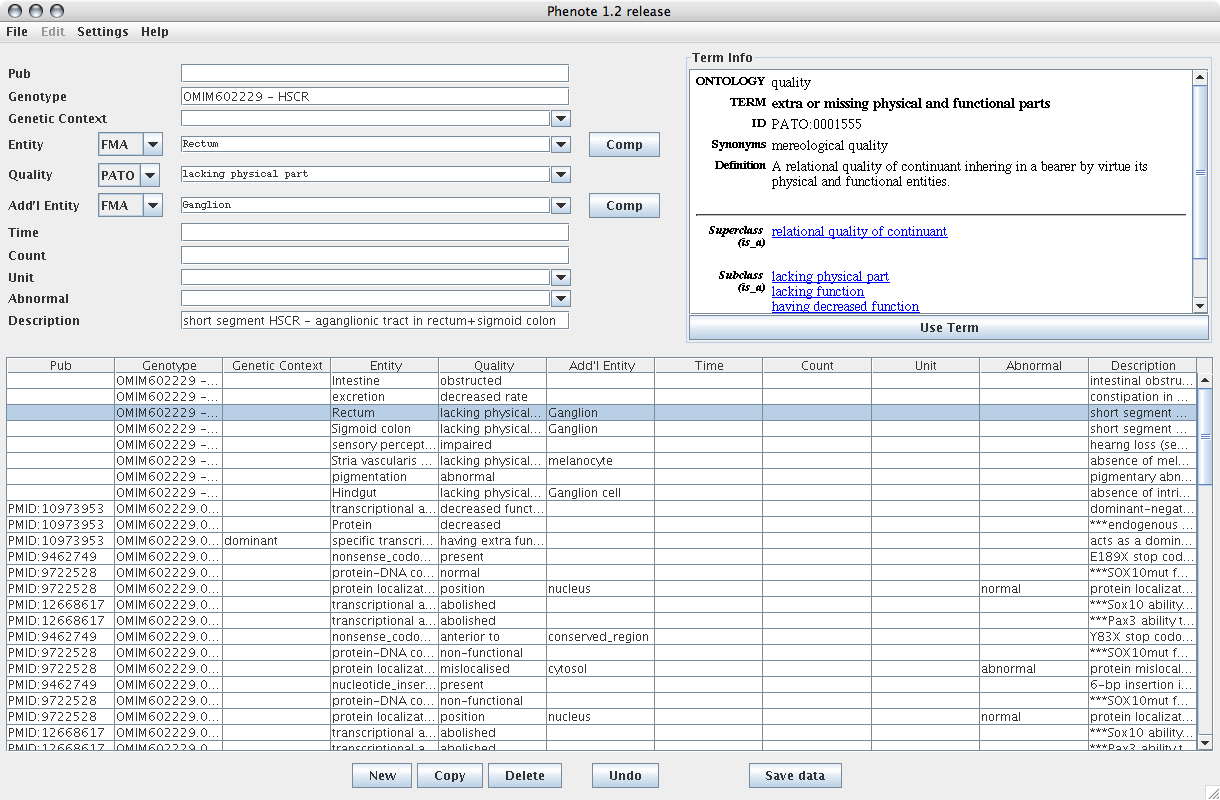 Phenote 1.2 release
File Edit Settings Help
Pub
Genotype OMIM602229 - HSCR
Genetic Context
Entity FMA Rectum Comp
Quality PATO lacking physical part
Add'l Entity FMA Ganglion Comp
Time
Count
Unit
Abnormal
Description short segment HSCR - aganglionic tract in rectum+sigmoid colon
Term Info
ONTOLOGY quality
TERM extra or missing physical and functional parts
ID PATO:0001555
Synonyms mereological quality
Definition A relational quality of continuant inhering in a bearer by virtue its
physical and functional entities.
Superclass relational quality of continuant
(is_a)
Subclass lacking physical part
(is_a) lacking function
having decreased function
Use Term
Pub Genotype Genetic Context Entity Quality Add'l Entity Time Count Unit Abnormal Description
OMIM602229 -... Intestine obstructed intestinal obstru...
OMIM602229 -... excretion decreased rate constipation in ...
OMIM602229 -... Rectum lacking physical... Ganglion short segment ...
OMIM602229 -... Sigmoid colon lacking physical... Ganglion short segment ...
OMIM602229 -... sensory percept... impaired hearng loss (se...
OMIM602229 -... Stria vascularis ... lacking physical... melanocyte absence of mel...
OMIM602229 -... pigmentation abnormal pigmentary abn...
OMIM602229 -... Hindgut lacking physical... Ganglion cell absence of intri...
PMID:10973953 OMIM602229.0... transcriptional a... decreased funct... dominant-negat...
PMID:10973953 OMIM602229.0... Protein decreased ***endogenous ...
PMID:10973953 OMIM602229.0... dominant specific transcri... having extra fun... acts as a domin...
PMID:9462749 OMIM602229.0... nonsense_codo... present E189X stop cod...
PMID:9722528 OMIM602229.0... protein-DNA co... normal ***SOX10mut f...
PMID:9722528 OMIM602229.0... protein localizat... position nucleus normal protein localizat...
PMID:12668617 OMIM602229.0... transcriptional a... abolished ***Sox10 ability...
PMID:12668617 OMIM602229.0... transcriptional a... abolished ***Pax3 ability t...
PMID:9462749 OMIM602229.0... nonsense_codo... anterior to conserved_region Y83X stop codo...
PMID:9722528 OMIM602229.0... protein-DNA co... non-functional ***SOX10mut f...
PMID:9722528 OMIM602229.0... protein localizat... mislocalised cytosol abnormal protein mislocal...
PMID:9462749 OMIM602229.0... nucleotide_inser... present 6-bp insertion i...
PMID:9722528 OMIM602229.0... protein-DNA co... non-functional ***SOX10mut f...
PMID:9722528 OMIM602229.0... protein localizat... position nucleus normal protein localizat...
PMID:12668617 OMIM602229.0... transcriptional a... abolished ***Sox10 ability...
PMID:12668617 OMIM602229.0... transcriptional a... abolished ***Pax3 ability t...
New Copy Delete Undo Save data